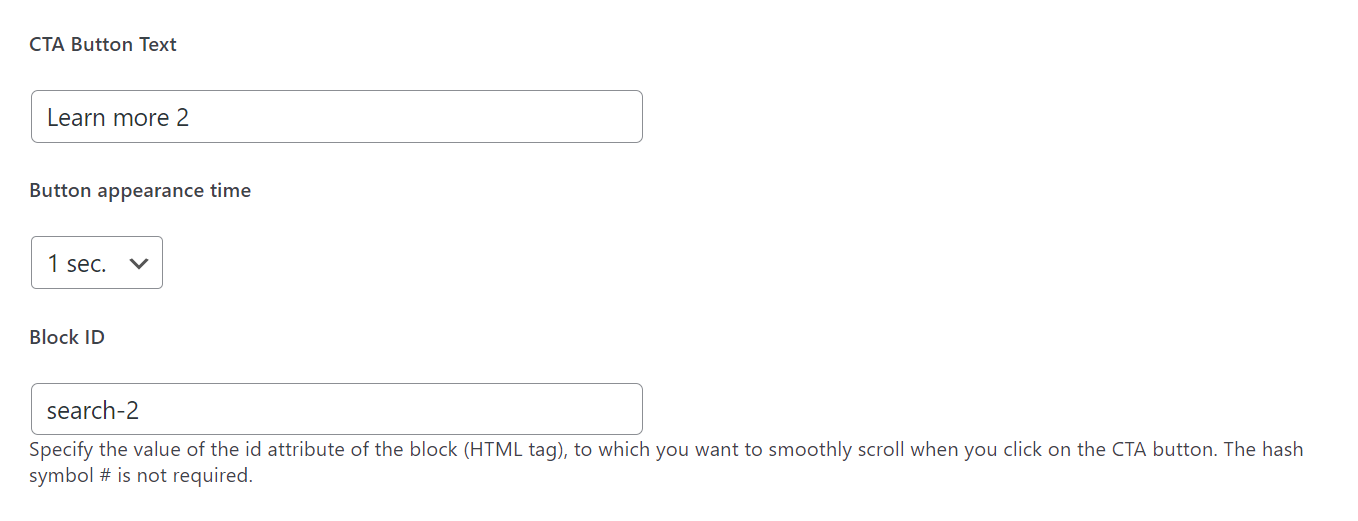 CTA Button Text
Learn more 2
Button appearance time
1 sec.
Block ID
search-2
Specify the value of the id attribute of the block (HTML tag), to which you want to smoothly scroll when you click on the CTA button. The hash
symbol # is not required.